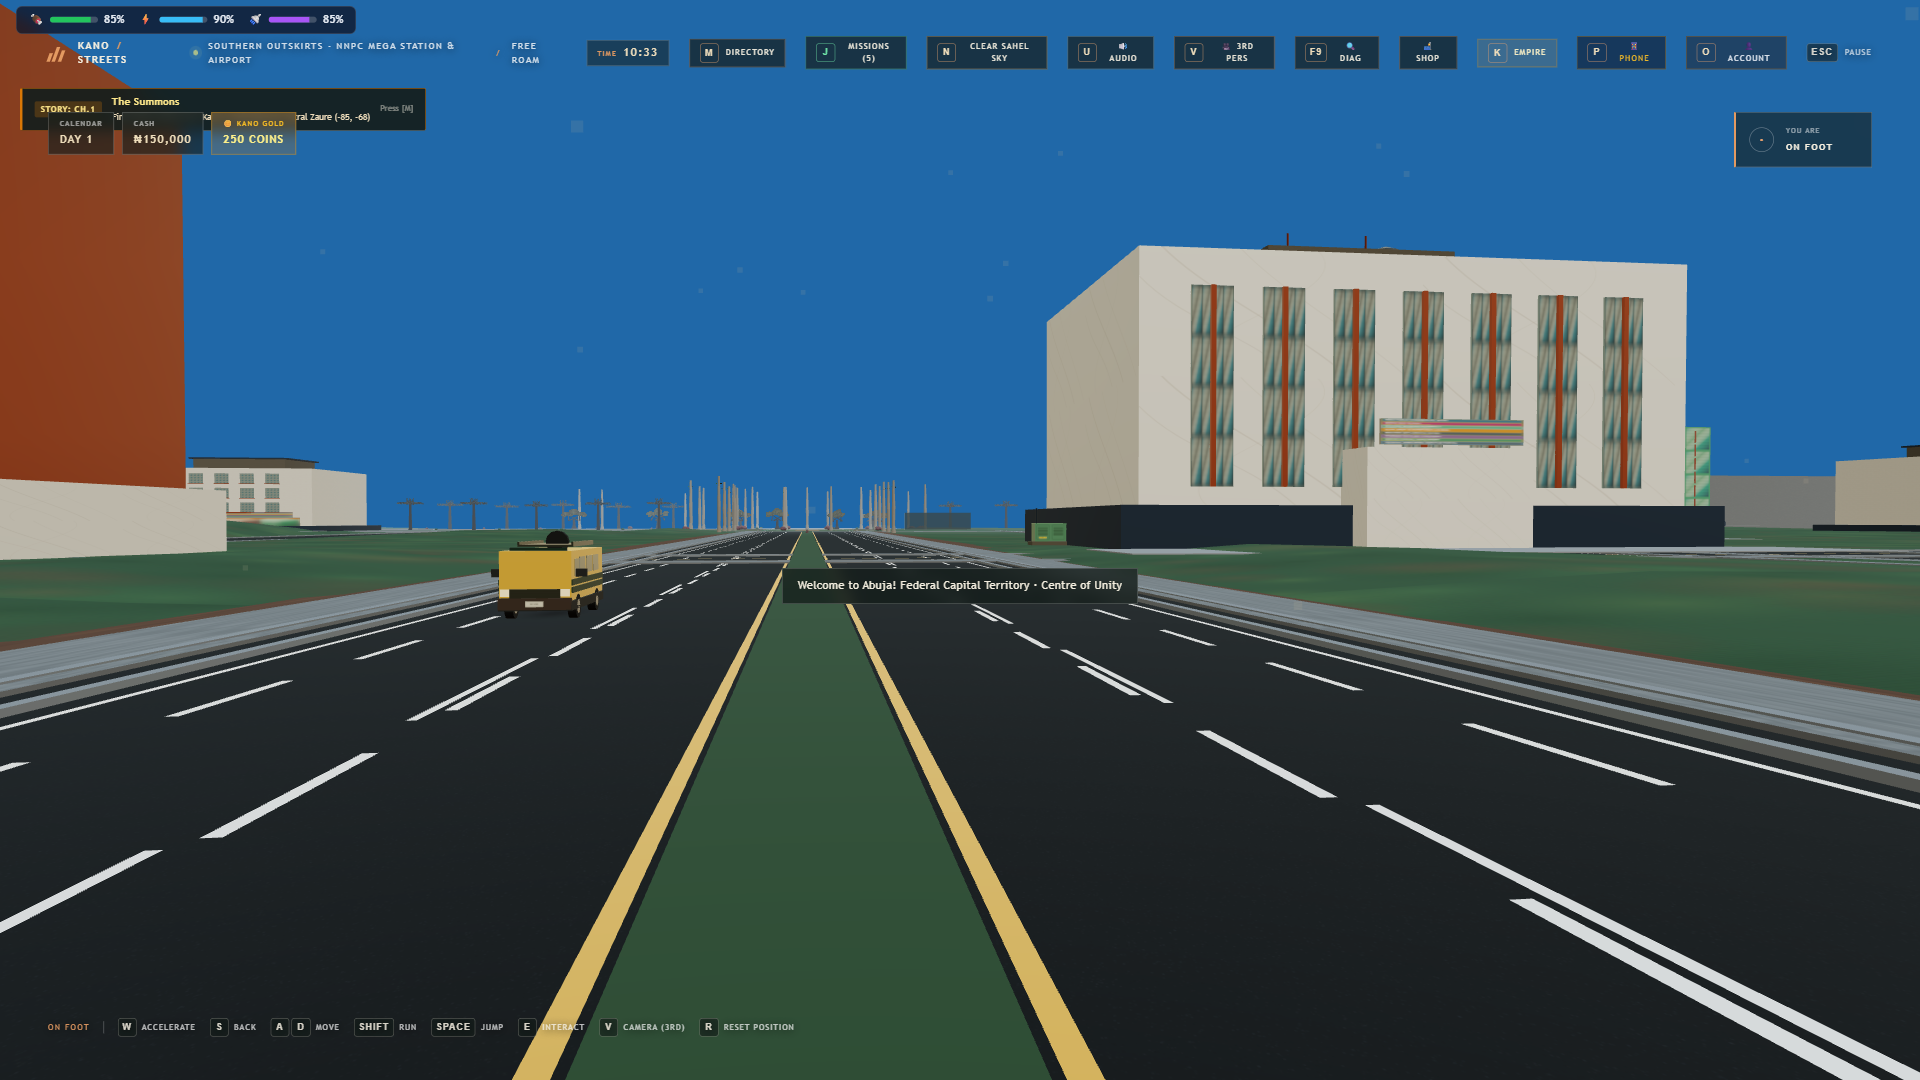 85% 90% 85%
KANO / STREETS
SOUTHERN OUTSKIRTS - NNPC MEGA STATION & AIRPORT
/ FREE ROAM
TIME 10:33
M DIRECTORY
J MISSIONS (5)
N CLEAR SAHEL SKY
U AUDIO
V 3RD PERS
F9 DIAG
SHOP
K EMPIRE
P PHONE
O ACCOUNT
ESC PAUSE
STORY: CH.1
The Summons
Press [M]
ral Zaure (-85, -68)
CALENDAR
DAY 1
CASH
₦150,000
KANO GOLD
250 COINS
YOU ARE
ON FOOT
Welcome to Abuja! Federal Capital Territory · Centre of Unity
ON FOOT W ACCELERATE S BACK A D MOVE SHIFT RUN SPACE JUMP E INTERACT V CAMERA (3RD) R RESET POSITION